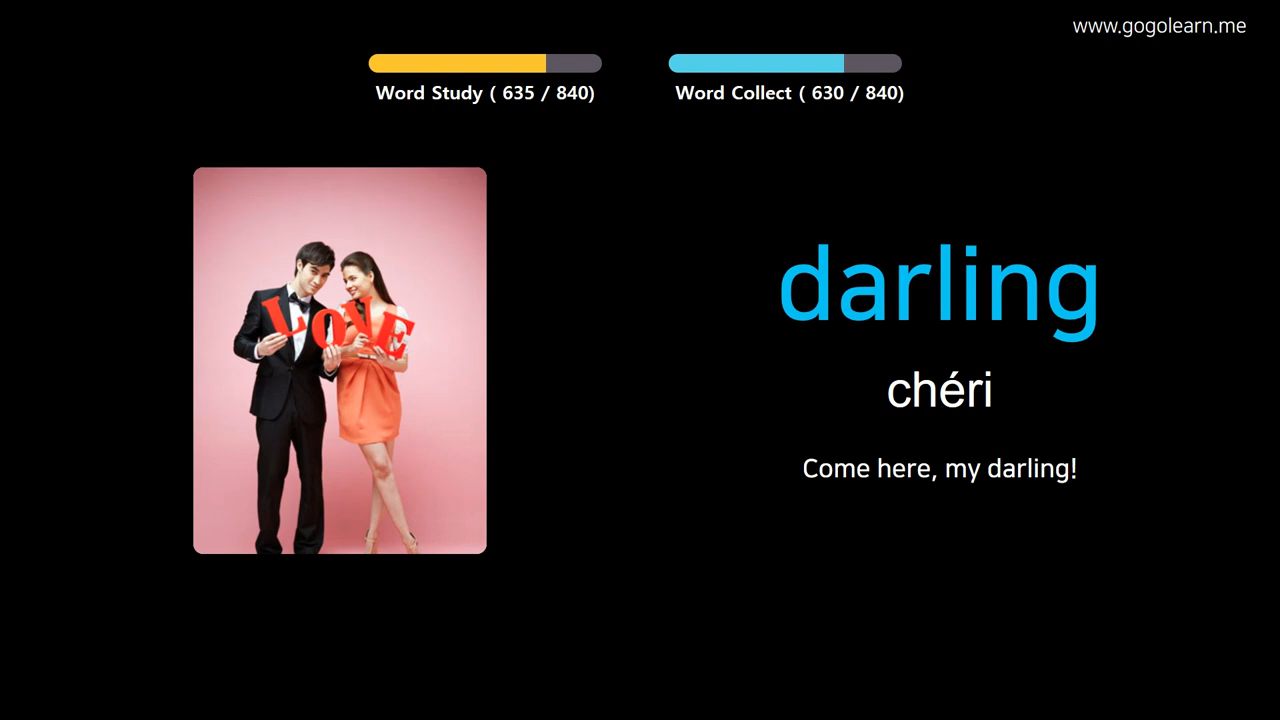 www.gogolearn.me
Word Study ( 635 / 840)
Word Collect ( 630 / 840)
LOVE
darling
chéri
Come here, my darling!